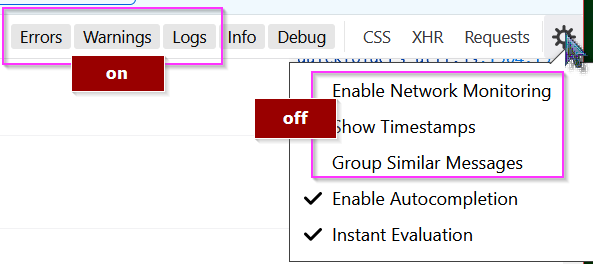 Errors Warnings Logs Info Debug CSS XHR Requests
on
Enable Network Monitoring
off
Show Timestamps
Group Similar Messages
Enable Autocompletion
Instant Evaluation